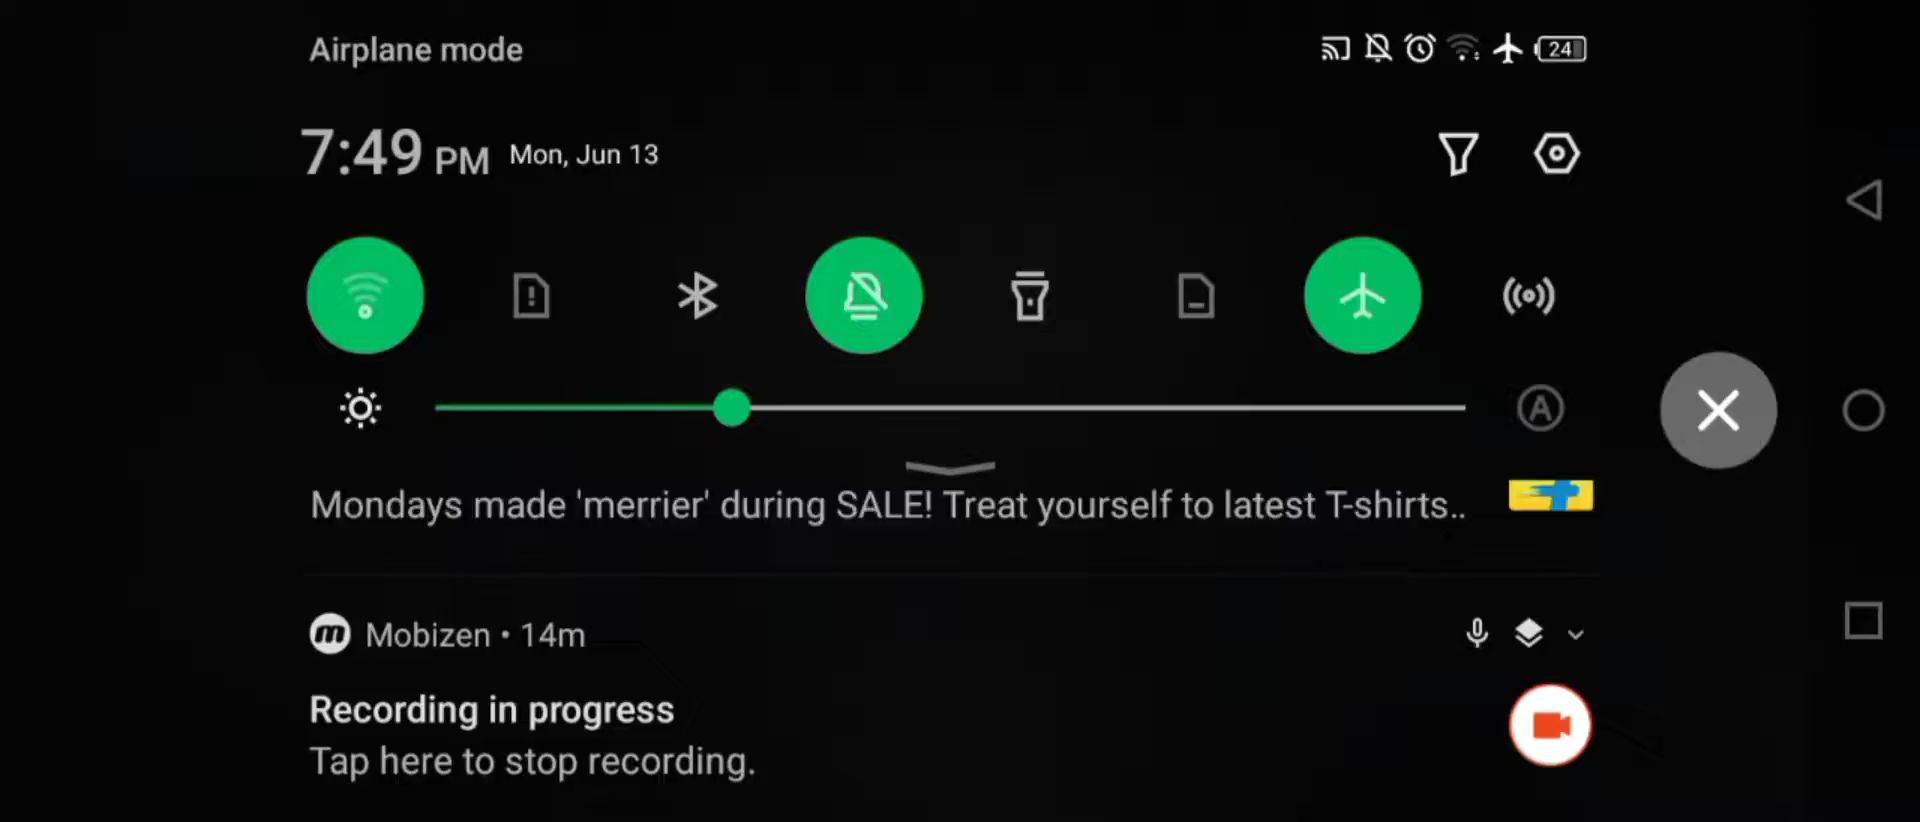 Airplane mode
24
7:49 PM Mon, Jun 13
A
Mondays made 'merrier' during SALE! Treat yourself to latest T-shirts..
m Mobizen • 14m
Recording in progress
Tap here to stop recording.